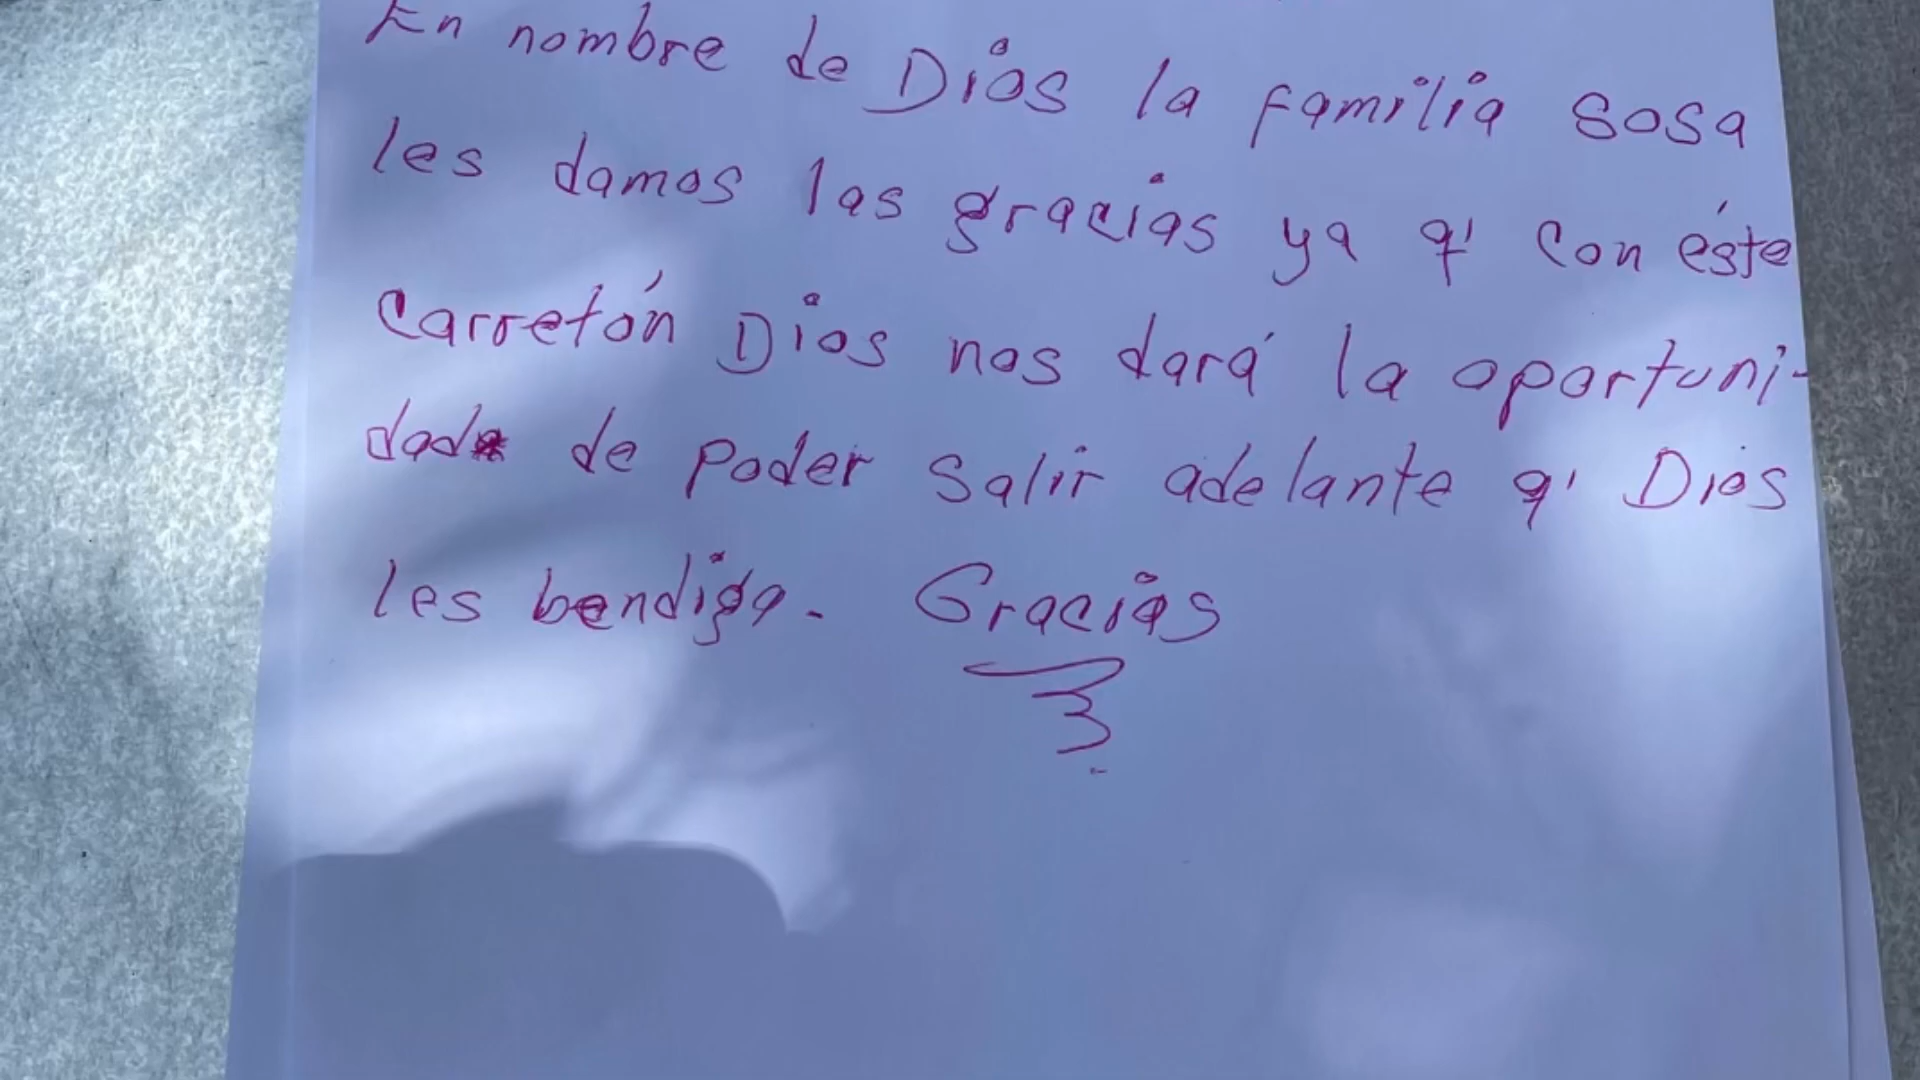 En nombre de Dios la familia sosa
les damos las gracias ya q' con éste
Carretón Dios nos dará la oportuni-
dad de poder salir adelante q' Dios
les bendiga. Gracias